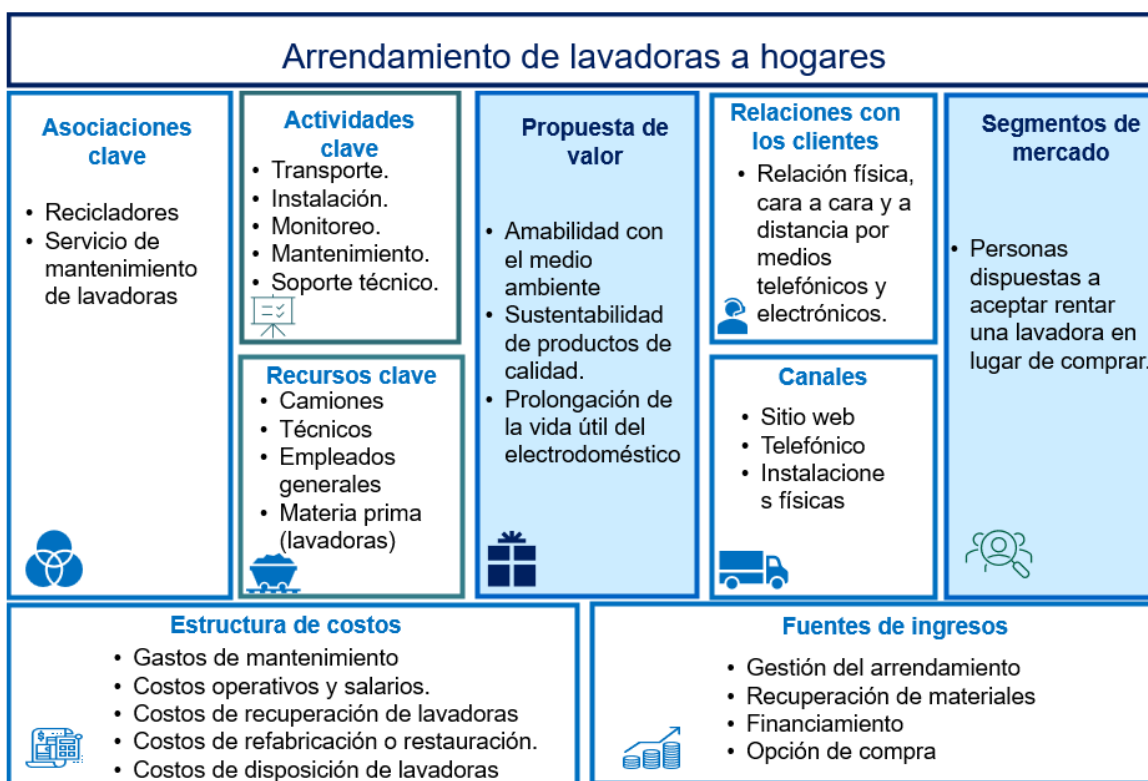 Arrendamiento de lavadoras a hogares
Asociaciones
clave
• Recicladores
• Servicio de
mantenimiento
de lavadoras
Actividades
clave
• Transporte.
• Instalación.
• Monitoreo.
• Mantenimiento.
• Soporte técnico.
Recursos clave
• Camiones
• Técnicos
• Empleados
generales
• Materia prima
(lavadoras)
Propuesta de
valor
• Amabilidad con
el medio
ambiente
• Sustentabilidad
de productos de
calidad.
• Prolongación de
la vida útil del
electrodoméstico
Relaciones con
los clientes
• Relación física,
cara a cara y a
distancia por
medios
telefónicos y
electrónicos.
Canales
• Sitio web
• Telefónico
• Instalacione
s físicas
Segmentos de
mercado
• Personas
dispuestas a
aceptar rentar
una lavadora en
lugar de comprar.
Estructura de costos
• Gastos de mantenimiento
• Costos operativos y salarios.
• Costos de recuperación de lavadoras
• Costos de refabricación o restauración.
• Costos de disposición de lavadoras
Fuentes de ingresos
• Gestión del arrendamiento
• Recuperación de materiales
• Financiamiento
• Opción de compra